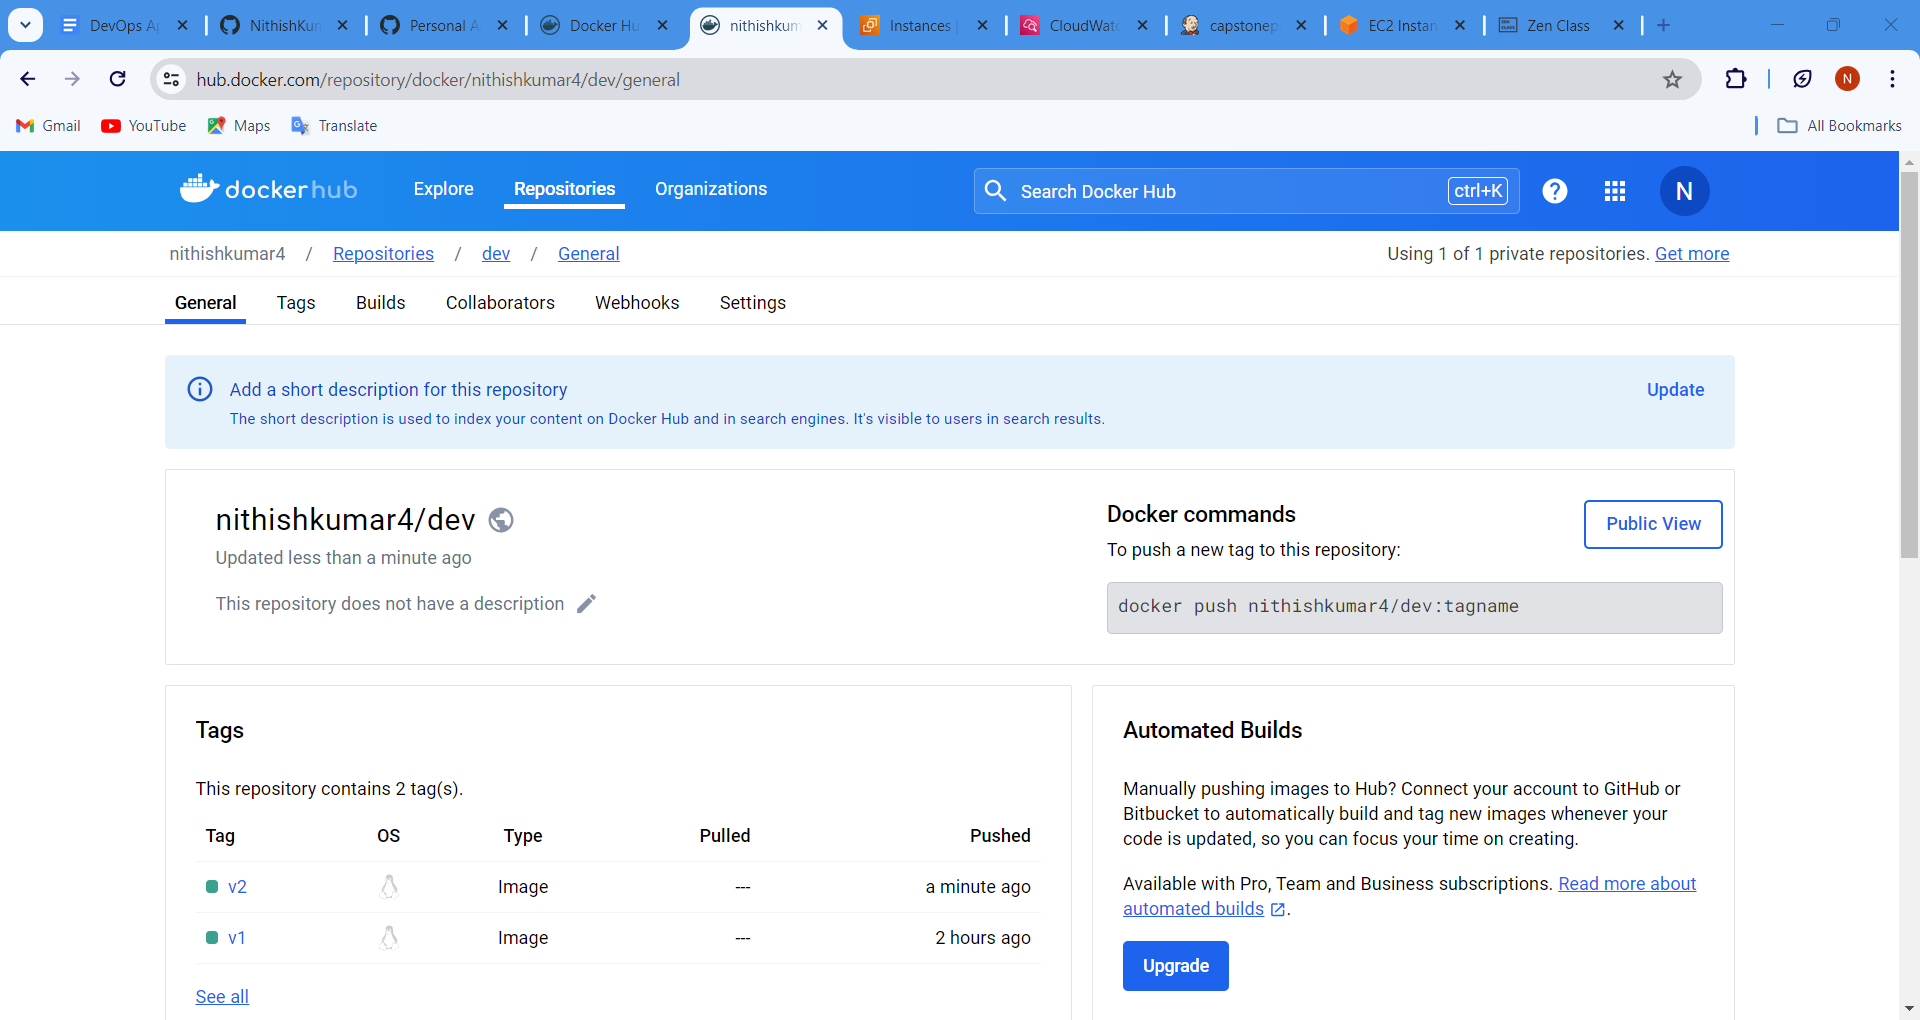 DevOps A
NithishKun
Personal A
Docker Hu
nithishkum
Instances |
CloudWat
capstonep
EC2 Instan
Zen Class
hub.docker.com/repository/docker/nithishkumar4/dev/general
N
Gmail
YouTube
Maps
Translate
All Bookmarks
dockerhub
Explore
Repositories
Organizations
Search Docker Hub
ctrl+K
?
N
nithishkumar4 / Repositories / dev / General
Using 1 of 1 private repositories. Get more
General
Tags
Builds
Collaborators
Webhooks
Settings
Add a short description for this repository
Update
The short description is used to index your content on Docker Hub and in search engines. It's visible to users in search results.
nithishkumar4/dev
Updated less than a minute ago
This repository does not have a description
Docker commands
Public View
To push a new tag to this repository:
docker push nithishkumar4/dev:tagname
Tags
This repository contains 2 tag(s).
Tag OS Type Pulled Pushed
v2 Image --- a minute ago
v1 Image --- 2 hours ago
See all
Automated Builds
Manually pushing images to Hub? Connect your account to GitHub or
Bitbucket to automatically build and tag new images whenever your
code is updated, so you can focus your time on creating.
Available with Pro, Team and Business subscriptions. Read more about
automated builds.
Upgrade